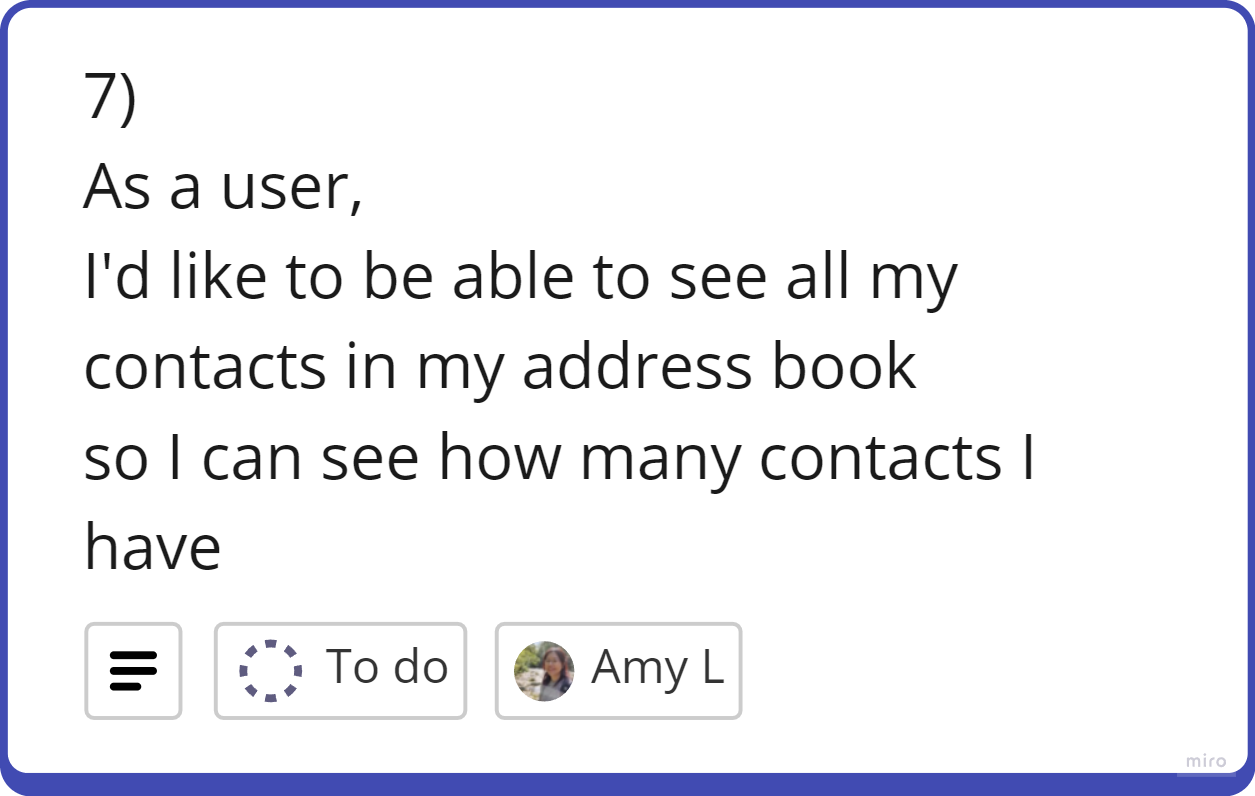 7)
As a user,
I'd like to be able to see all my
contacts in my address book
so I can see how many contacts I
have
To do
Amy L
miro